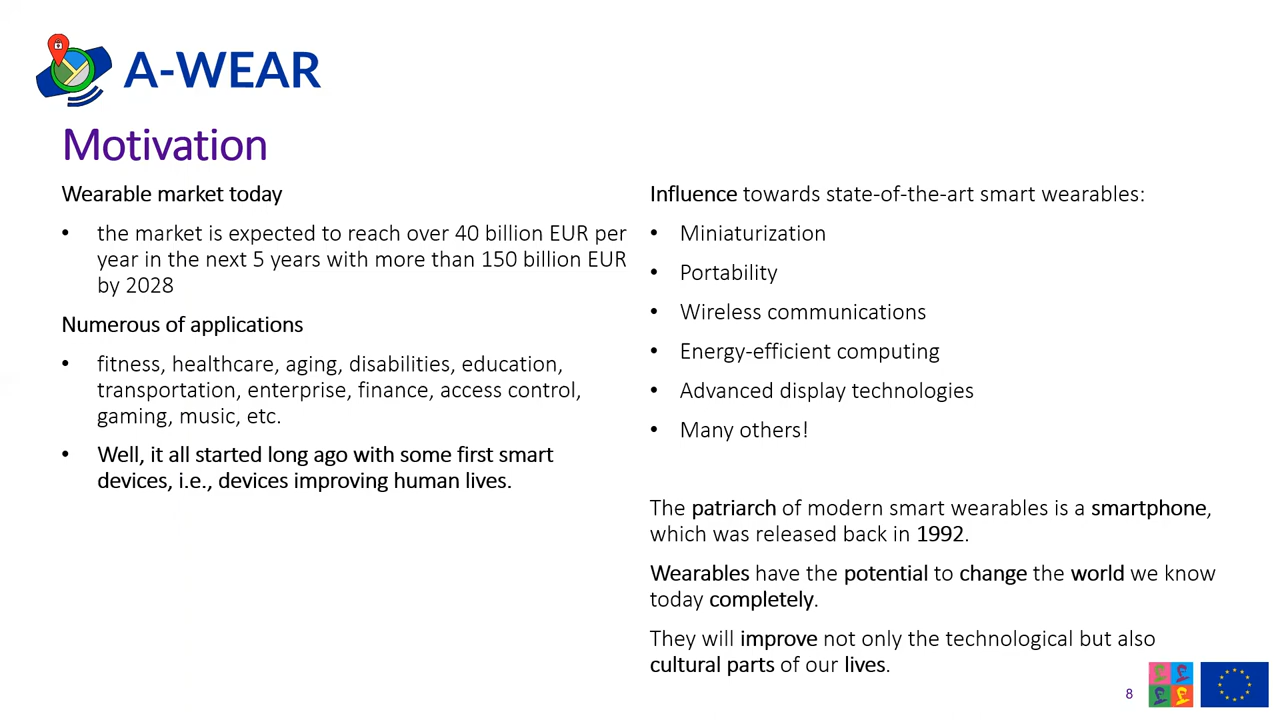 A-WEAR
Motivation
Wearable market today
• the market is expected to reach over 40 billion EUR per
year in the next 5 years with more than 150 billion EUR
by 2028
Numerous of applications
• fitness, healthcare, aging, disabilities, education,
transportation, enterprise, finance, access control,
gaming, music, etc.
• Well, it all started long ago with some first smart
devices, i.e., devices improving human lives.
Influence towards state-of-the-art smart wearables:
• Miniaturization
• Portability
• Wireless communications
• Energy-efficient computing
• Advanced display technologies
• Many others!
The patriarch of modern smart wearables is a smartphone,
which was released back in 1992.
Wearables have the potential to change the world we know
today completely.
They will improve not only the technological but also
cultural parts of our lives.
8